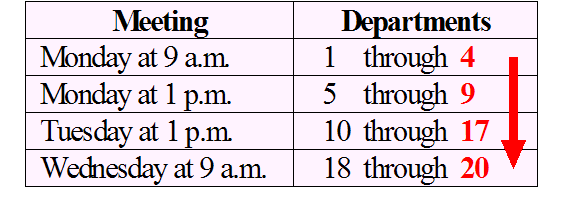 Meeting Departments
Monday at 9 a.m. 1 through 4
Monday at 1 p.m. 5 through 9
Tuesday at 1 p.m. 10 through 17
Wednesday at 9 a.m. 18 through 20